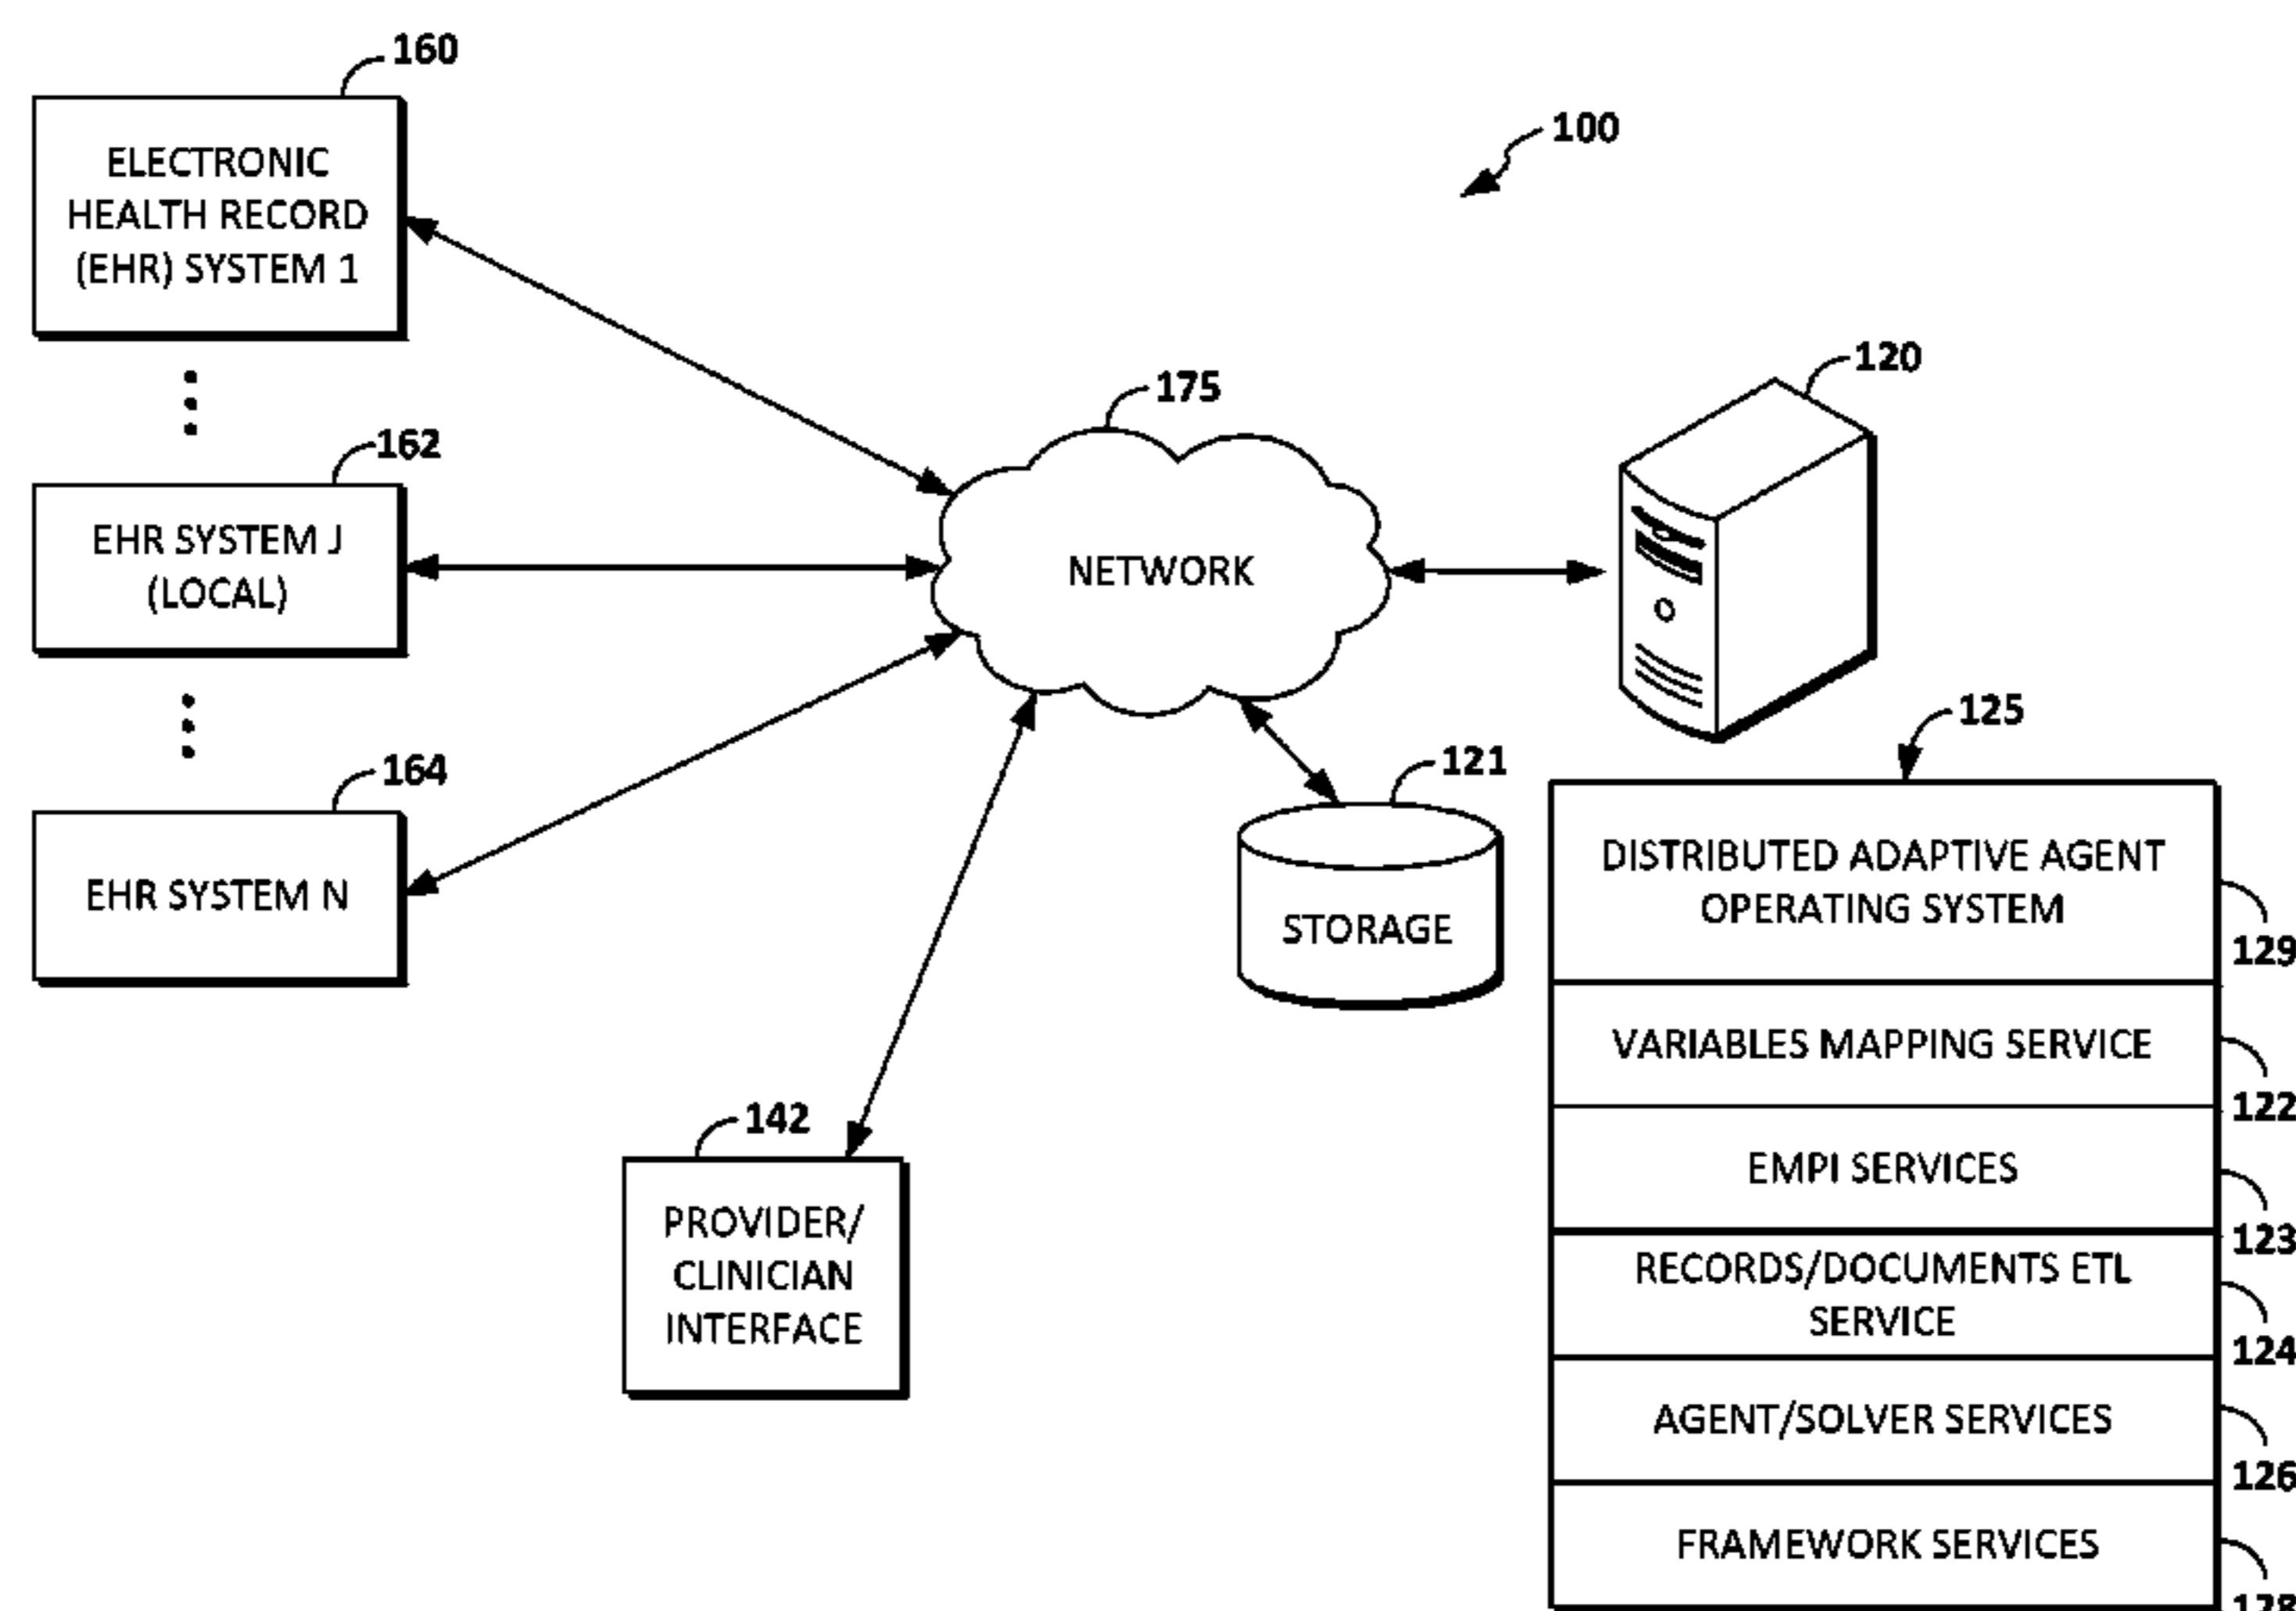 160
ELECTRONIC
HEALTH RECORD
(EHR) SYSTEM 1
100
120
175
162
EHR SYSTEM J
(LOCAL)
NETWORK
125
164
EHR SYSTEM N
121
STORAGE
DISTRIBUTED ADAPTIVE AGENT
OPERATING SYSTEM
129
VARIABLES MAPPING SERVICE
122
142
PROVIDER/
CLINICIAN
INTERFACE
EMPI SERVICES
123
RECORDS/DOCUMENTS ETL
SERVICE
124
AGENT/SOLVER SERVICES
126
FRAMEWORK SERVICES